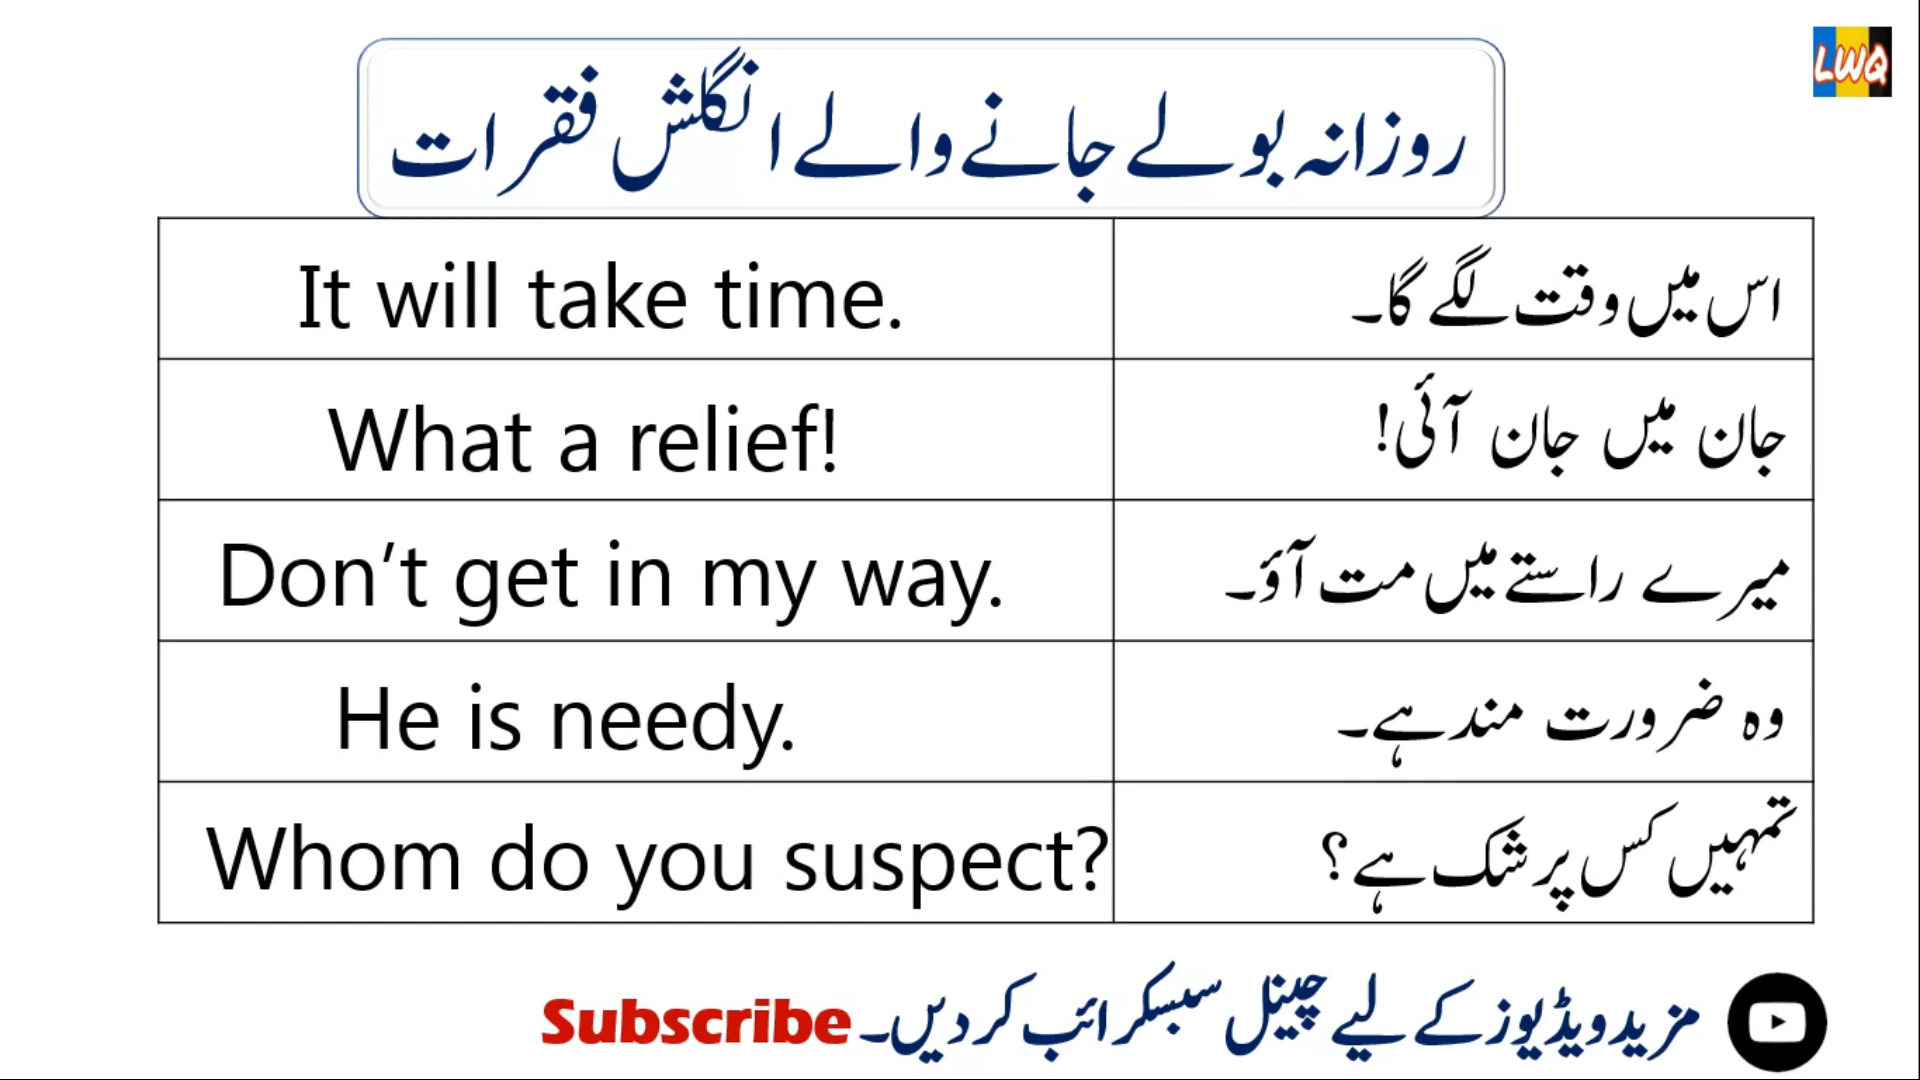 LWQ
روزانہ بولے جانے والے انگلش فقرات
It will take time. اس میں وقت لگے گا۔
What a relief! جان میں جان آئی!
Don’t get in my way. میرے راستے میں مت آؤ۔
He is needy. وہ ضرورت مند ہے۔
Whom do you suspect? تمہیں کس پر شک ہے؟
مزید ویڈیوز کے لیے چینل سبسکرائب کر دیں۔ Subscribe